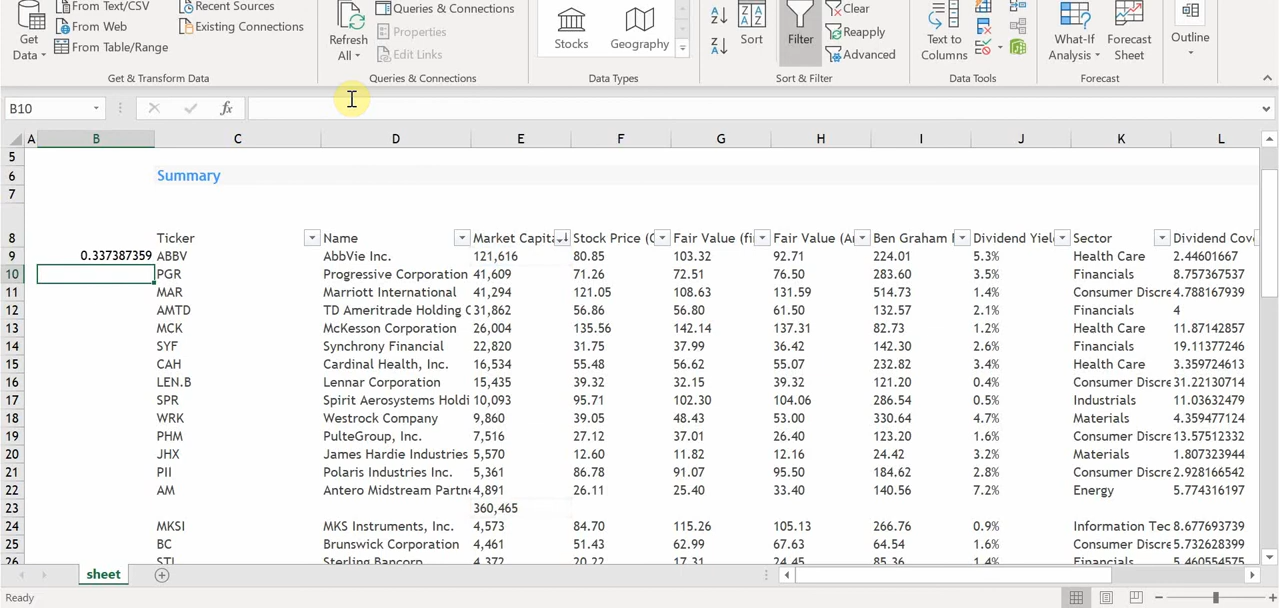 From Text/CSV
From Web
From Table/Range
Get Data
Recent Sources
Existing Connections
Get & Transform Data
Refresh All
Queries & Connections
Properties
Edit Links
Queries & Connections
Stocks
Geography
Data Types
Sort
Filter
Clear
Reapply
Advanced
Sort & Filter
Text to Columns
Data Tools
What-If Analysis
Forecast Sheet
Forecast
Outline
B10
fx
A B C D E F G H I J K L
5
6 Summary
7
8 Ticker Name Market Capita Stock Price (C Fair Value (fi Fair Value (A Ben Graham Dividend Yiel Sector Dividend Cov
9 0.337387359 ABBV AbbVie Inc. 121,616 80.85 103.32 92.71 224.01 5.3% Health Care 2.44601667
10 PGR Progressive Corporation 41,609 71.26 72.51 76.50 283.60 3.5% Financials 8.757367537
11 MAR Marriott International 41,294 121.05 108.63 131.59 514.73 1.4% Consumer Discre 4.788167939
12 AMTD TD Ameritrade Holding C 31,862 56.86 56.80 61.50 132.57 2.1% Financials 4
13 MCK McKesson Corporation 26,004 135.56 142.14 137.31 82.73 1.2% Health Care 11.87142857
14 SYF Synchrony Financial 22,820 31.75 37.99 36.42 142.30 2.6% Financials 19.11377246
15 CAH Cardinal Health, Inc. 16,534 55.48 56.62 55.07 232.82 3.4% Health Care 3.359724613
16 LEN.B Lennar Corporation 15,435 39.32 32.15 39.32 121.20 0.4% Consumer Discre 31.22130714
17 SPR Spirit Aerosystems Holdi 10,093 95.71 102.30 104.06 286.54 0.5% Industrials 11.03632479
18 WRK Westrock Company 9,860 39.05 48.43 53.00 330.64 4.7% Materials 4.359477124
19 PHM PulteGroup, Inc. 7,516 27.12 37.01 26.40 123.20 1.6% Consumer Discre 13.57512332
20 JHX James Hardie Industries 5,570 12.60 11.82 12.16 24.42 3.2% Materials 1.807323944
21 PII Polaris Industries Inc. 5,361 86.78 91.07 95.50 184.62 2.8% Consumer Discre 2.928166542
22 AM Antero Midstream Partne 4,891 26.11 25.40 33.40 140.56 7.2% Energy 5.774316197
23 360,465
24 MKSI MKS Instruments, Inc. 4,573 84.70 115.26 105.13 266.76 0.9% Information Tec 8.677693739
25 BC Brunswick Corporation 4,461 51.43 62.99 67.63 64.54 1.6% Consumer Discre 5.732628399
26 STL Sterling Bancorp 4,372 20.22 17.31 24.45 85.36 1.4% Financials 5.460554575
sheet
Ready